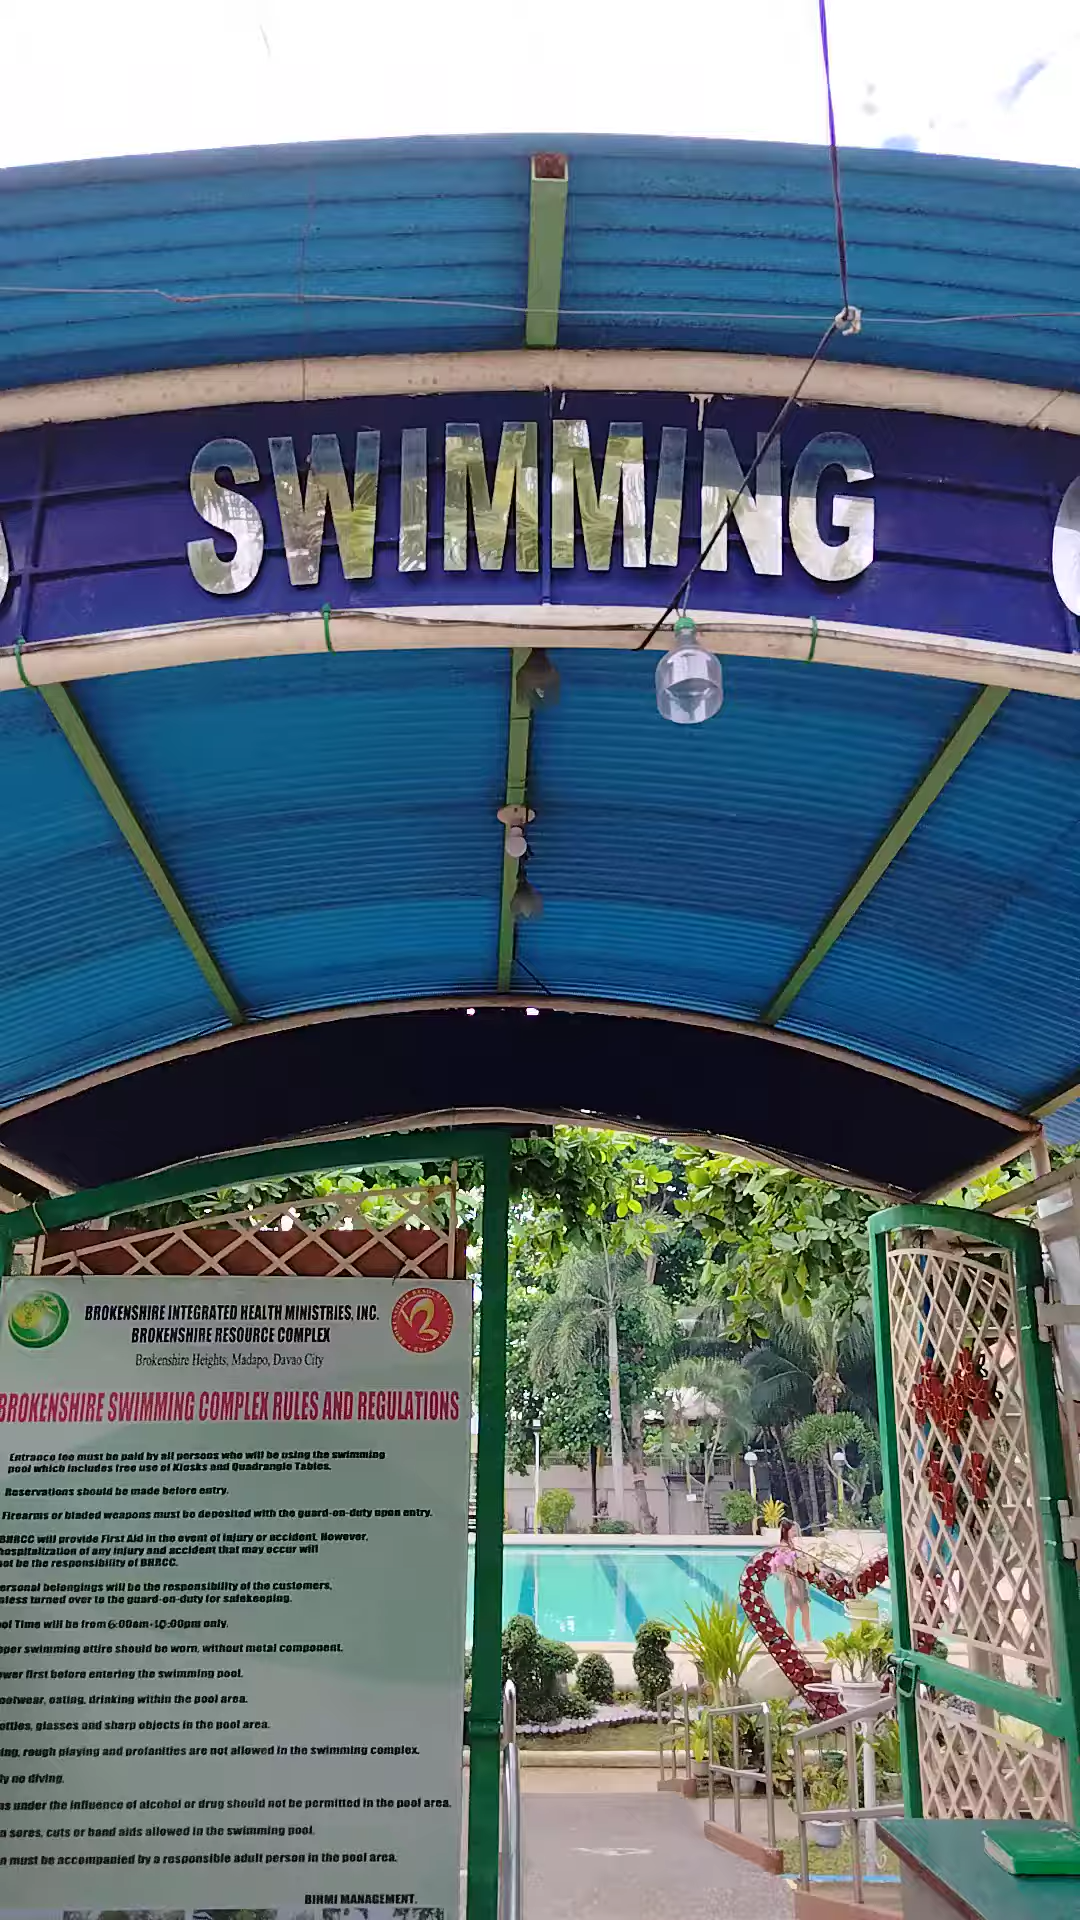 SWIMMING
BROKENSHIRE INTEGRATED HEALTH MINISTRIES, INC.
BROKENSHIRE RESOURCE COMPLEX
Brokenshire Heights, Madapo, Davao City
BROKENSHIRE SWIMMING COMPLEX RULES AND REGULATIONS
Entrance fee must be paid by all persons who will be using the swimming
pool which includes free use of Kiosks and Quadrangle Tables.
Reservations should be made before entry.
Firearms or bladed weapons must be deposited with the guard-on-duty upon entry.
BHRCC will provide First Aid in the event of injury or accident. However,
hospitalization of any injury and accident that may occur will
not be the responsibility of BHRCC.
ersonal belongings will be the responsibility of the customers,
nless turned over to the guard-on-duty for safekeeping.
ool Time will be from 6:00am-10:00pm only.
oper swimming attire should be worn, without metal component.
ower first before entering the swimming pool.
ootwear, eating, drinking within the pool area.
ottles, glasses and sharp objects in the pool area.
ing, rough playing and profanities are not allowed in the swimming complex.
ly no diving.
ns under the influence of alcohol or drug should not be permitted in the pool area.
n sores, cuts or band aids allowed in the swimming pool.
n must be accompanied by a responsible adult person in the pool area.
BIHMI MANAGEMENT.